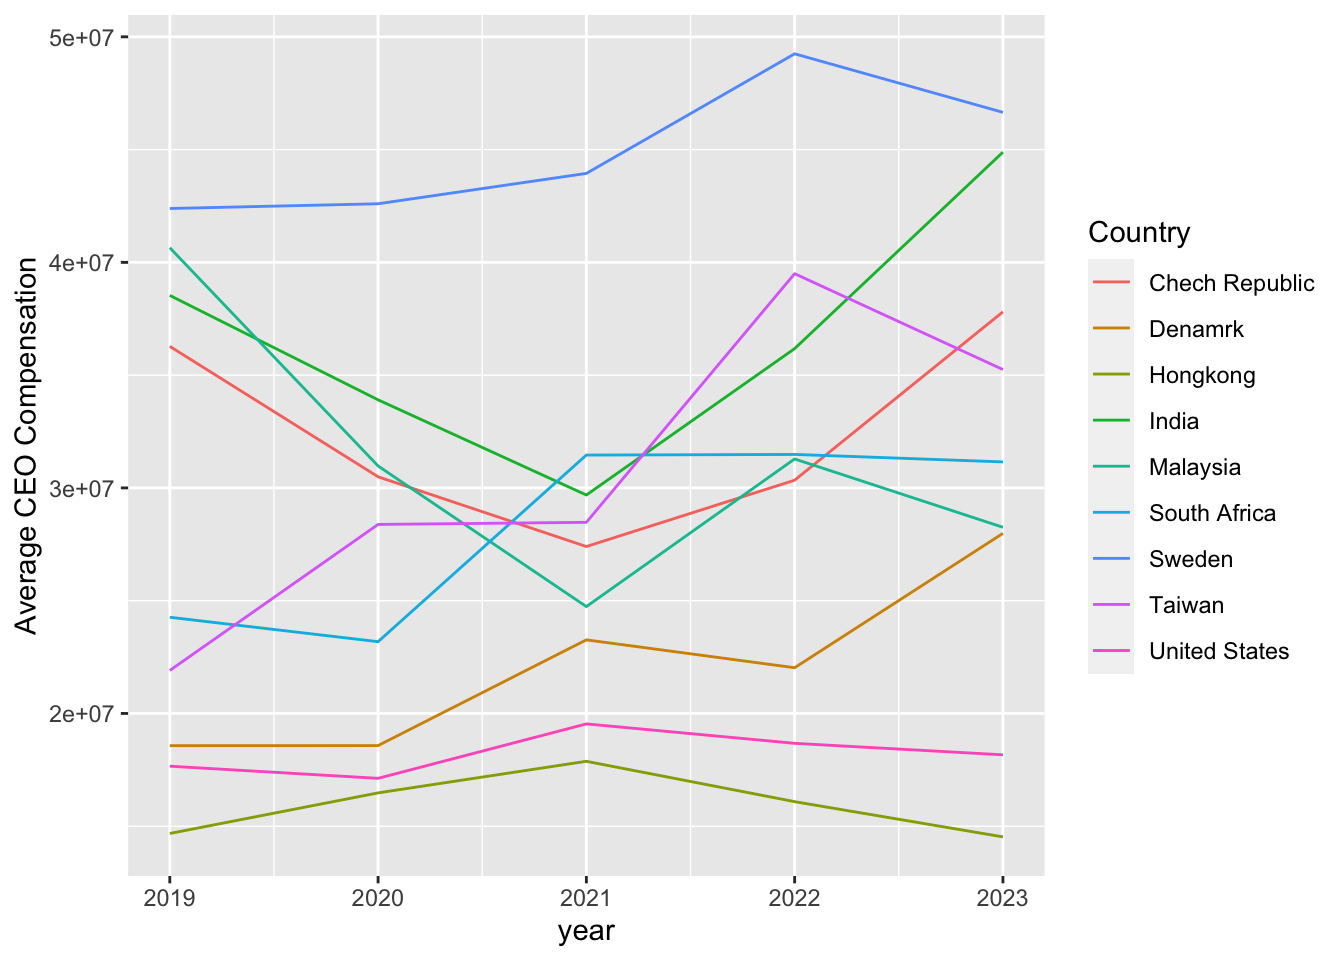 5e+07
4e+07
3e+07
2e+07
Average CEO Compensation
2019 2020 2021 2022 2023
year
Country
Chech Republic
Denamrk
Hongkong
India
Malaysia
South Africa
Sweden
Taiwan
United States